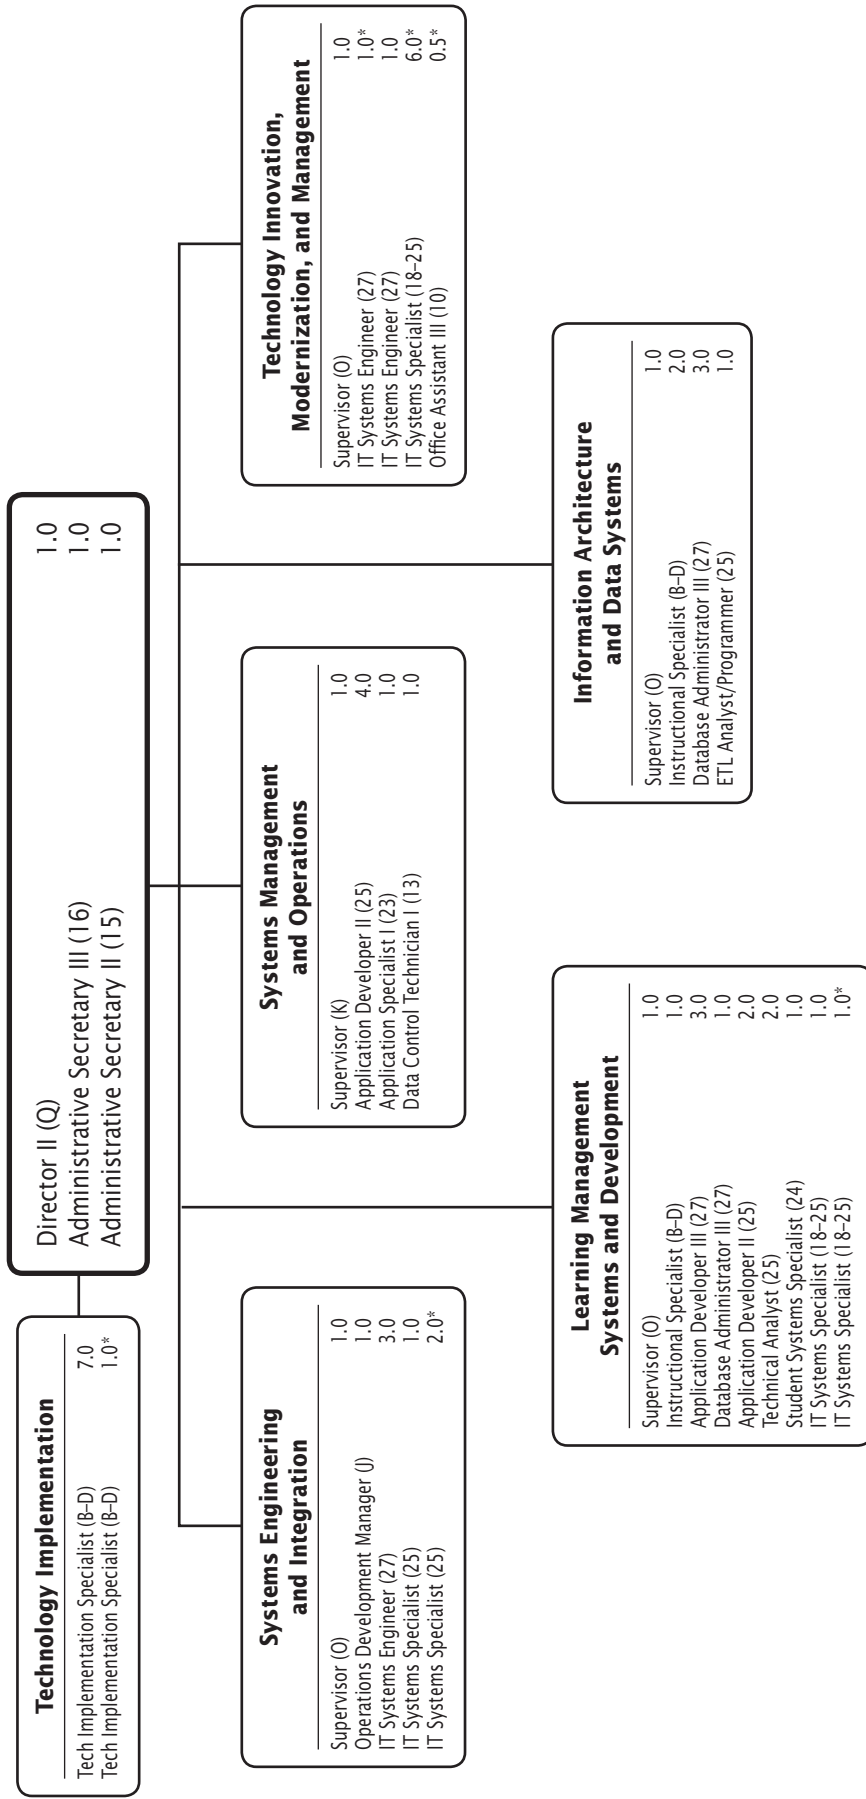 Director II (Q) 1.0
Administrative Secretary III (16) 1.0
Administrative Secretary II (15) 1.0
Technology Implementation
Tech Implementation Specialist (B–D) 7.0
Tech Implementation Specialist (B–D) 1.0*
Systems Engineering
and Integration
Supervisor (O) 1.0
Operations Development Manager (J) 1.0
IT Systems Engineer (27) 3.0
IT Systems Specialist (25) 1.0
IT Systems Specialist (25) 2.0*
Systems Management
and Operations
Supervisor (K) 1.0
Application Developer II (25) 4.0
Application Specialist I (23) 1.0
Data Control Technician I (13) 1.0
Technology Innovation,
Modernization, and Management
Supervisor (O) 1.0
IT Systems Engineer (27) 1.0*
IT Systems Engineer (27) 1.0
IT Systems Specialist (18–25) 6.0*
Office Assistant III (10) 0.5*
Learning Management
Systems and Development
Supervisor (O) 1.0
Instructional Specialist (B–D) 1.0
Application Developer III (27) 3.0
Database Administrator III (27) 1.0
Application Developer II (25) 2.0
Technical Analyst (25) 2.0
Student Systems Specialist (24) 1.0
IT Systems Specialist (18–25) 1.0
IT Systems Specialist (18–25) 1.0*
Information Architecture
and Data Systems
Supervisor (O) 1.0
Instructional Specialist (B–D) 2.0
Database Administrator III (27) 3.0
ETL Analyst/Programmer (25) 1.0